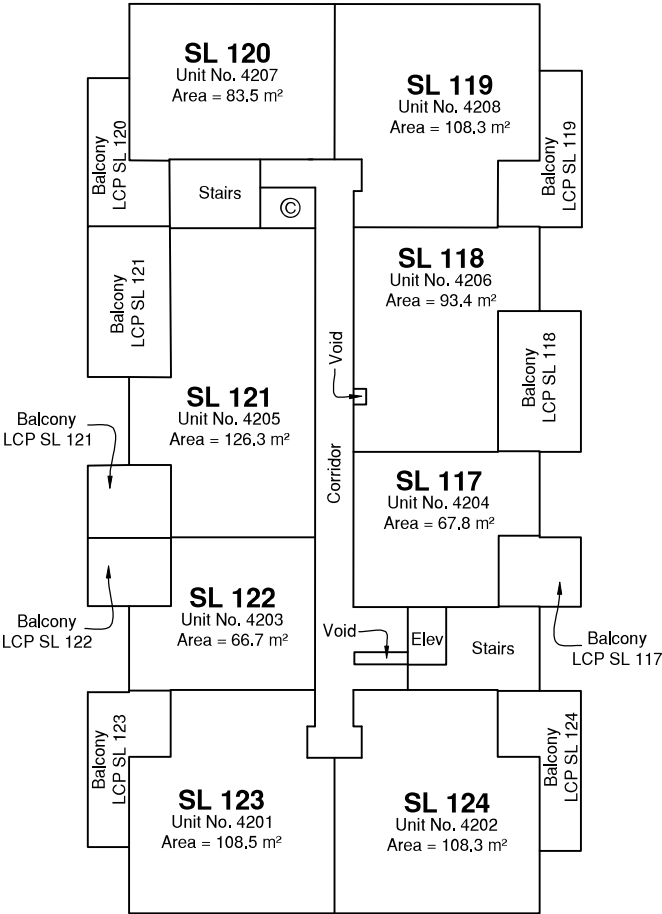 SL 120
Unit No. 4207
Area = 83.5 m²
SL 119
Unit No. 4208
Area = 108.3 m²
Balcony
LCP SL 120
Balcony
LCP SL 119
Stairs
©
SL 118
Unit No. 4206
Area = 93.4 m²
Balcony
LCP SL 121
Void
Balcony
LCP SL 118
SL 121
Unit No. 4205
Area = 126.3 m²
Balcony
LCP SL 121
Corridor
SL 117
Unit No. 4204
Area = 67.8 m²
SL 122
Unit No. 4203
Area = 66.7 m²
Balcony
LCP SL 122
Void
Elev
Stairs
Balcony
LCP SL 117
Balcony
LCP SL 123
Balcony
LCP SL 124
SL 123
Unit No. 4201
Area = 108.5 m²
SL 124
Unit No. 4202
Area = 108.3 m²